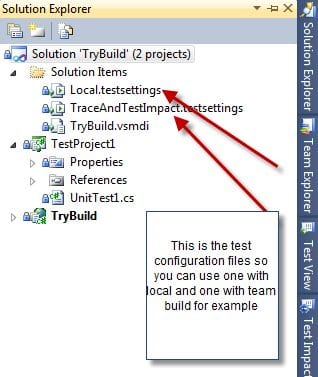 Solution Explorer
Solution 'TryBuild' (2 projects)
Solution Items
Local.testsettings
TraceAndTestImpact.testsettings
TryBuild.vsmdi
TestProject1
Properties
References
UnitTest1.cs
TryBuild
This is the test
configuration files so
you can use one with
local and one with team
build for example
Solution Explorer
Team Explorer
Test View
Test Impact